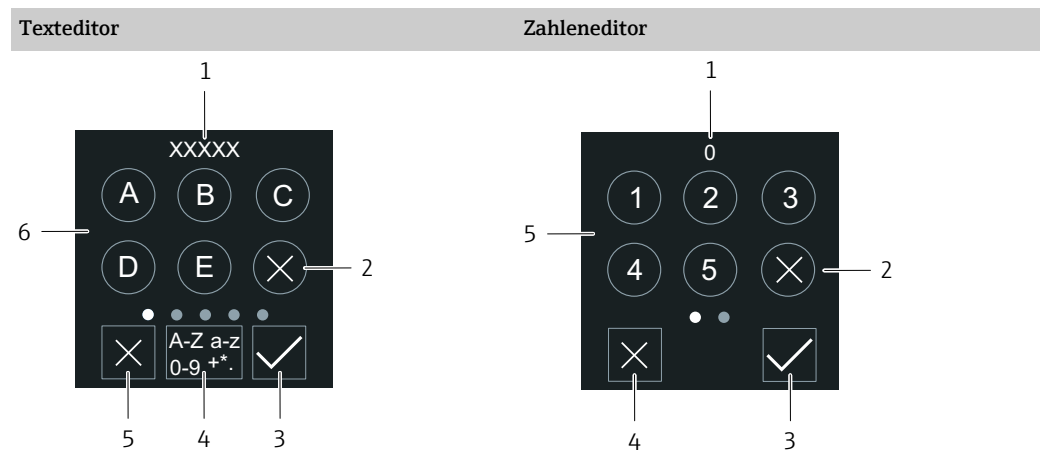 Texteditor
Zahleneditor
1
XXXXX
A B C
6
D E
2
A-Z a-z
0-9 +*.
5 4 3
1
0
1 2 3
5
4 5
2
4 3